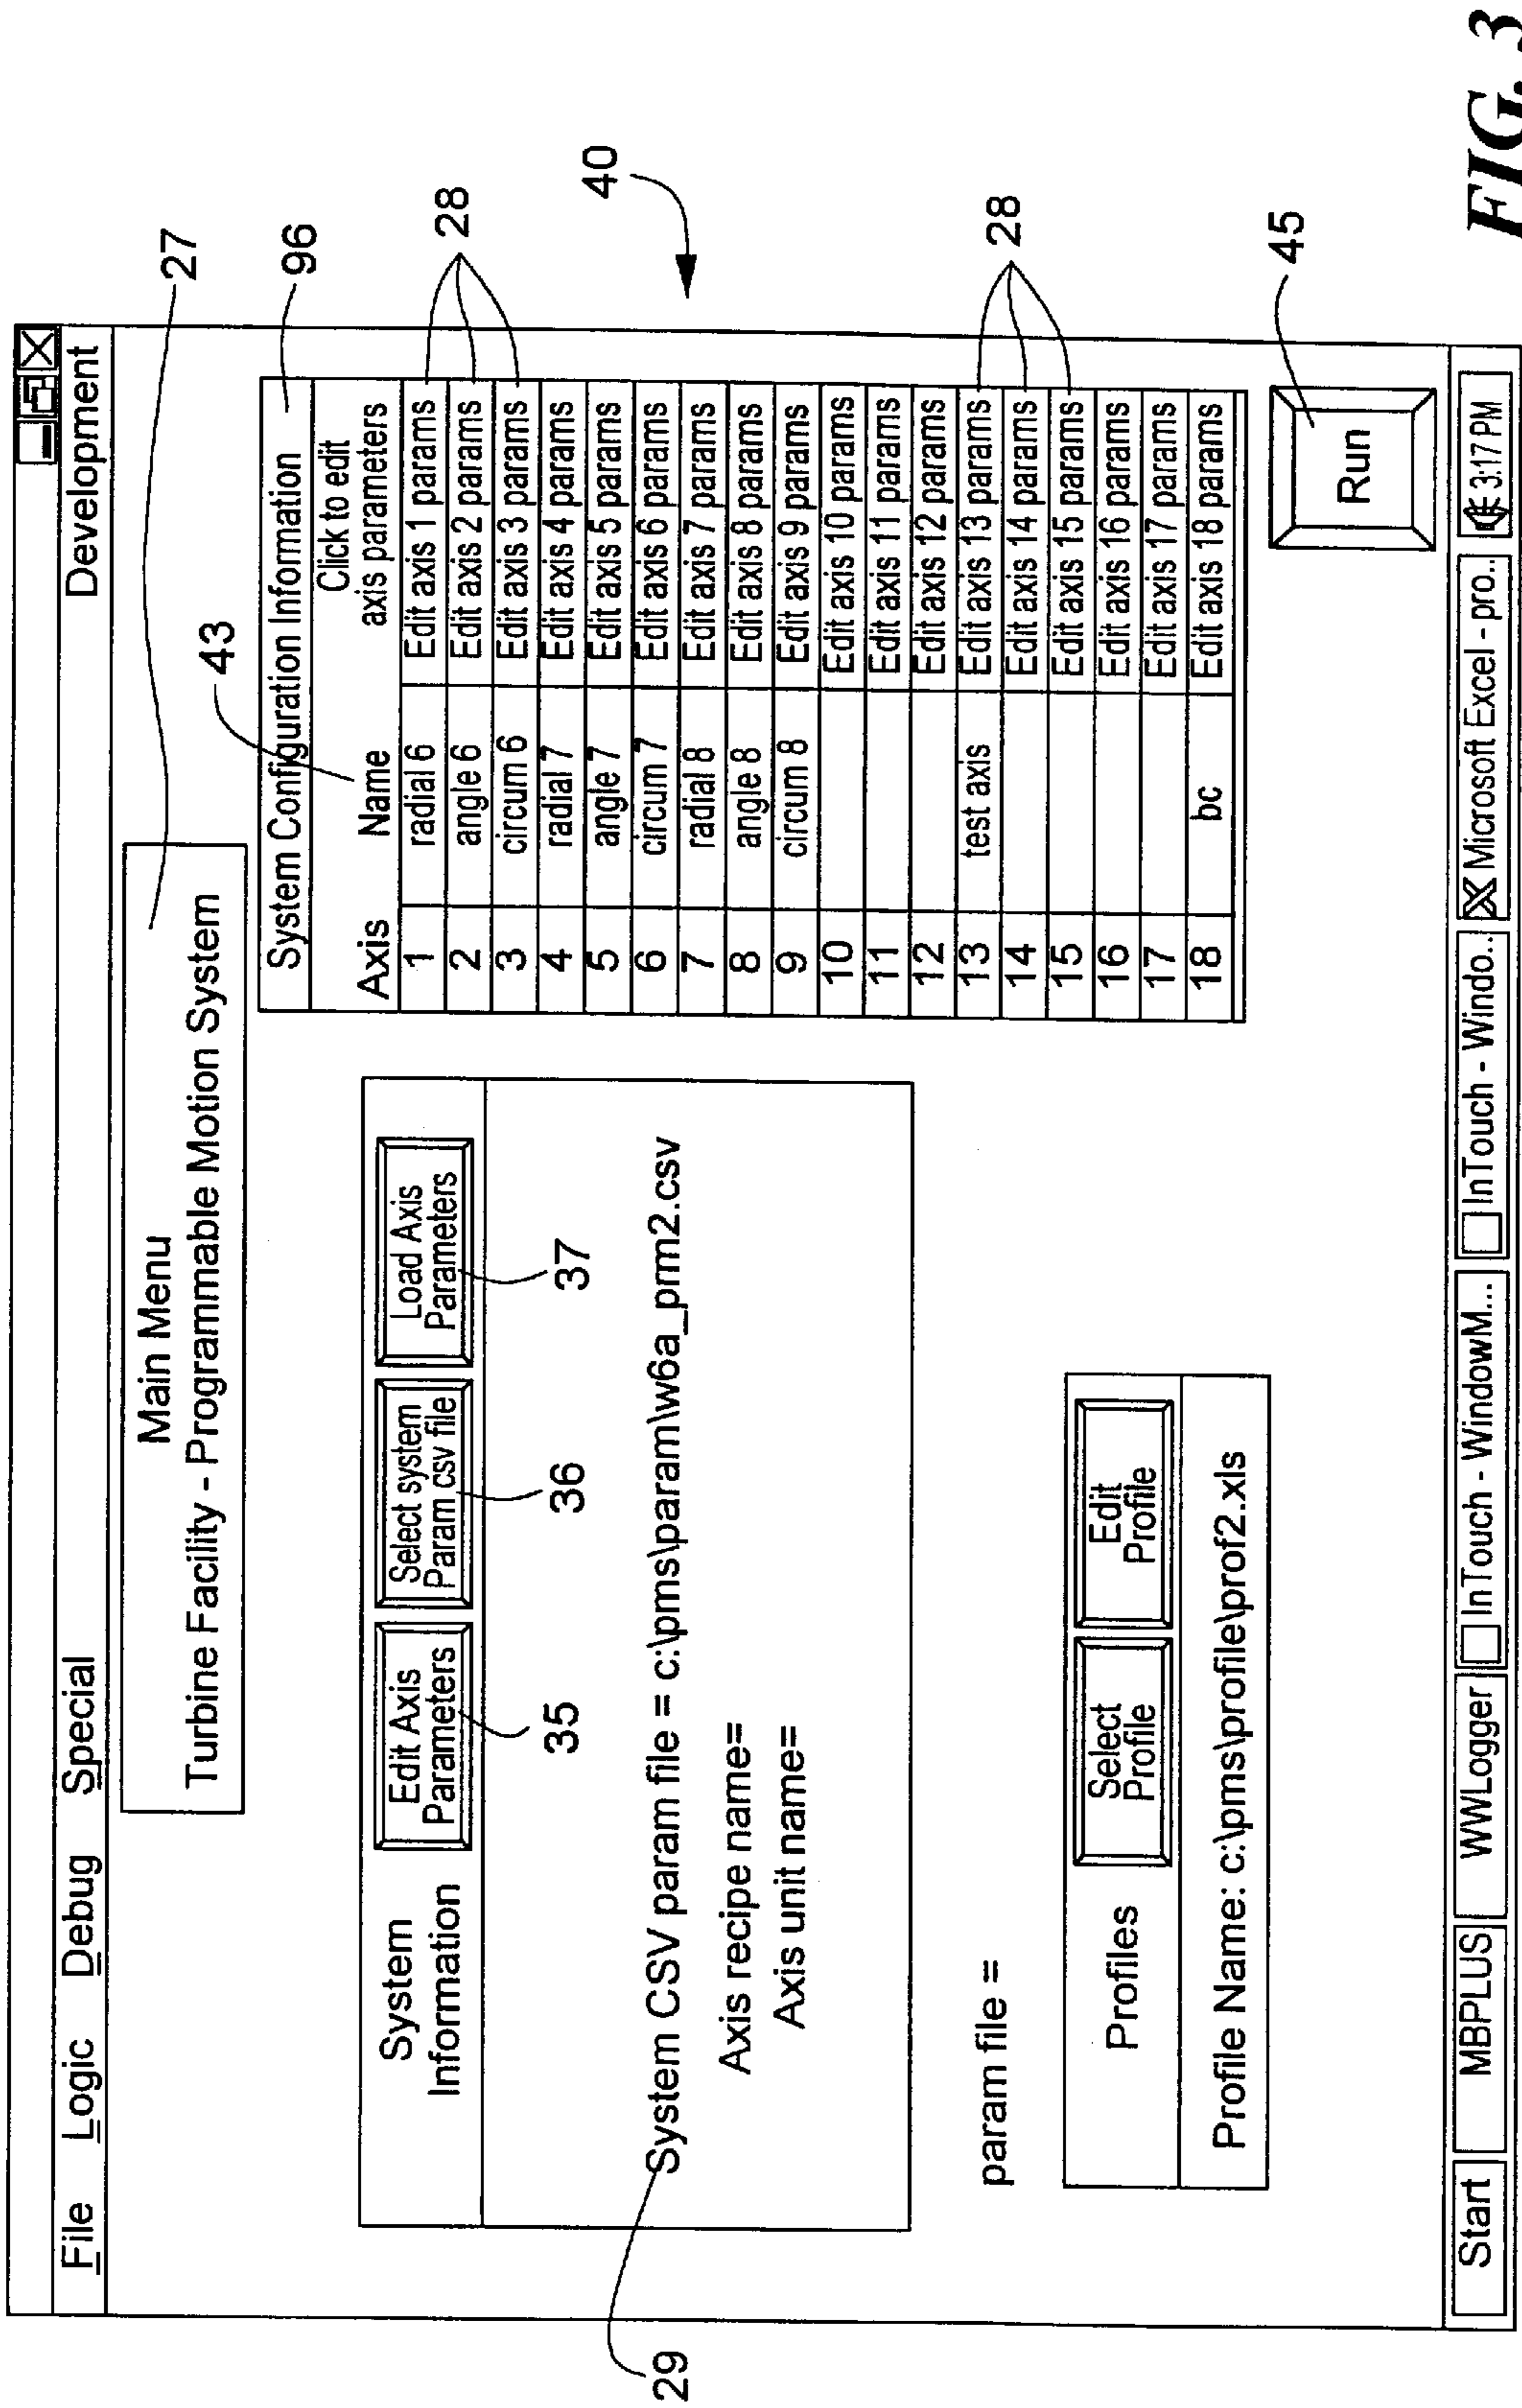 Development
File Logic Debug Special
Main Menu
Turbine Facility - Programmable Motion System
27
System Information
Edit Axis Parameters
Select system Param csv file
Load Axis Parameters
35
36
37
29
System CSV param file = c:\pms\param\w6a_prm2.csv
Axis recipe name=
Axis unit name=
param file =
Profiles
Select Profile
Edit Profile
Profile Name: c:\pms\profile\prof2.xls
43
96
System Configuration Information
Axis Name Click to edit axis parameters
1 radial 6 Edit axis 1 params
2 angle 6 Edit axis 2 params
3 circum 6 Edit axis 3 params
4 radial 7 Edit axis 4 params
5 angle 7 Edit axis 5 params
6 circum 7 Edit axis 6 params
7 radial 8 Edit axis 7 params
8 angle 8 Edit axis 8 params
9 circum 8 Edit axis 9 params
10 Edit axis 10 params
11 Edit axis 11 params
12 Edit axis 12 params
13 test axis Edit axis 13 params
14 Edit axis 14 params
15 Edit axis 15 params
16 Edit axis 16 params
17 Edit axis 17 params
18 bc Edit axis 18 params
28
40
28
Run
45
Start MBPLUS WWLogger InTouch - WindowM... InTouch - Windo.. Microsoft Excel - pro.. 3:17 PM
FIG. 3